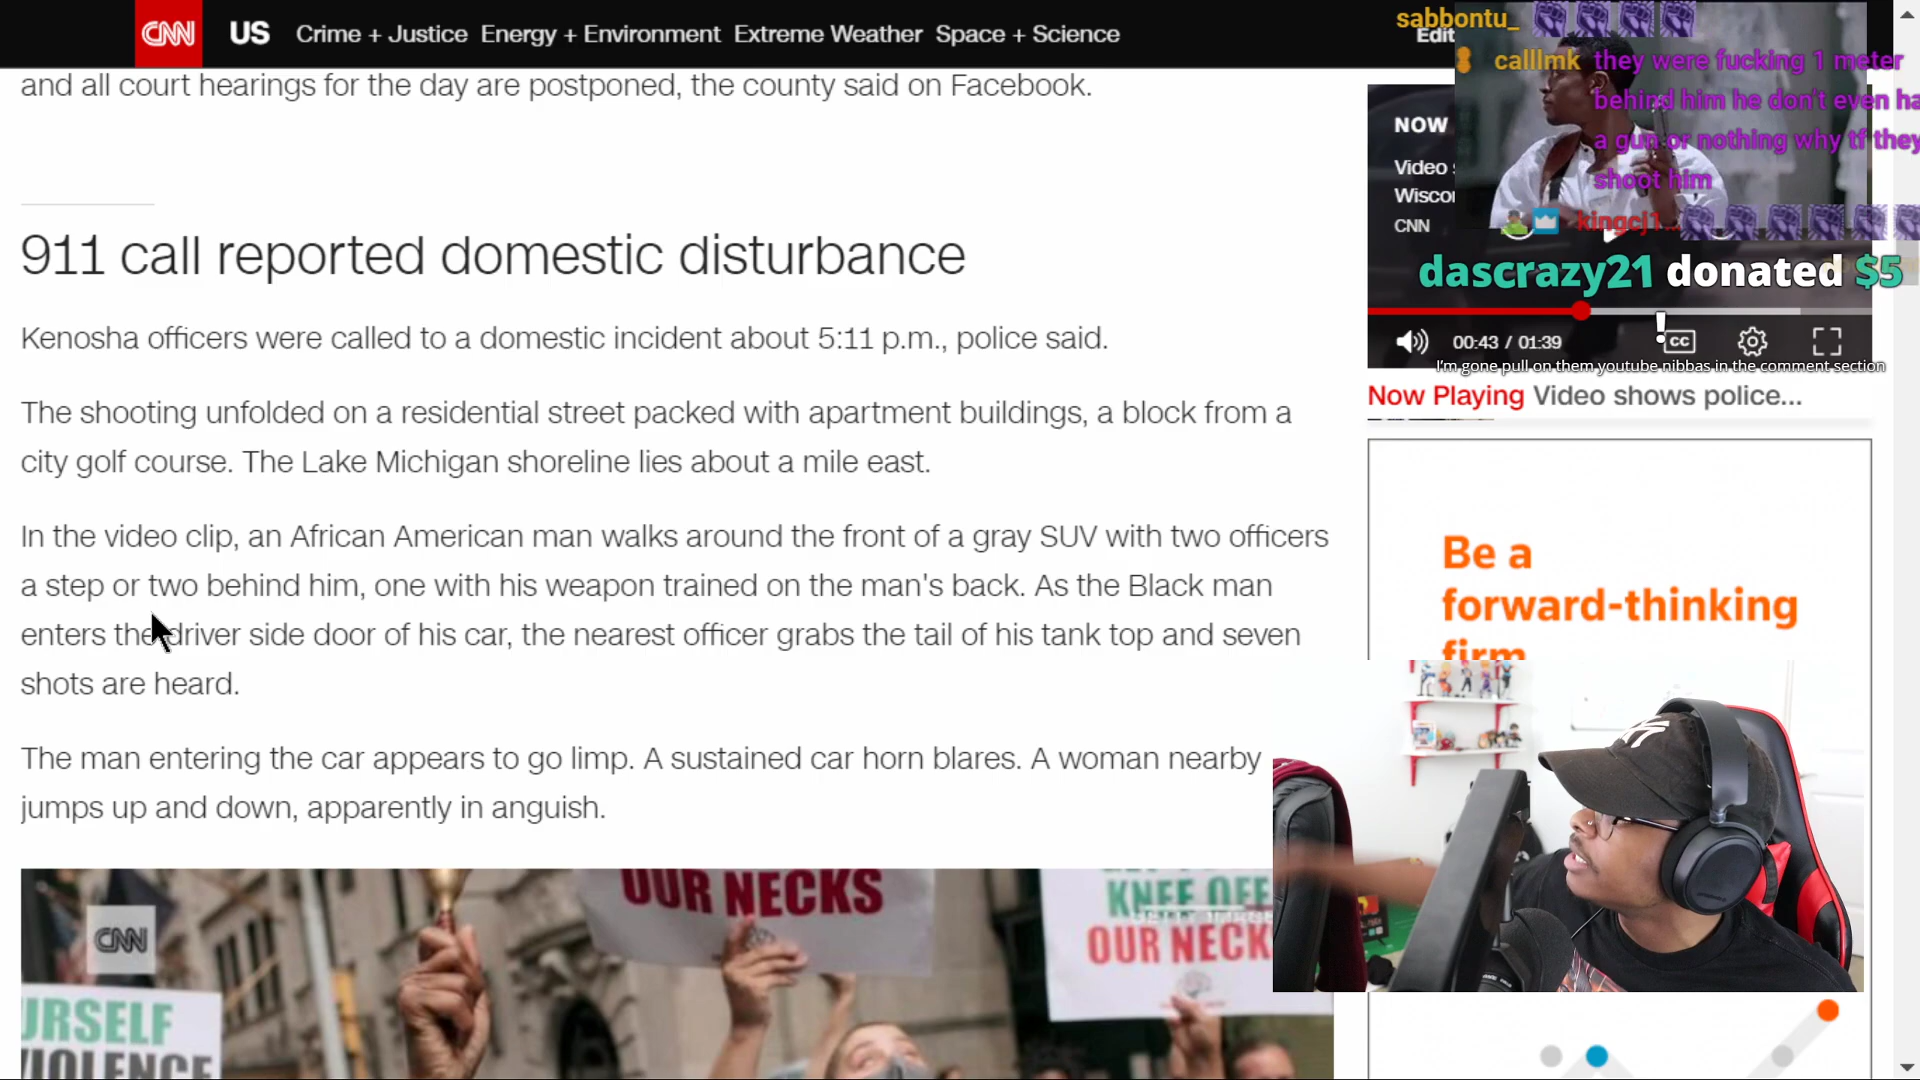 CNN US Crime + Justice Energy + Environment Extreme Weather Space + Science Edit
and all court hearings for the day are postponed, the county said on Facebook.
911 call reported domestic disturbance
Kenosha officers were called to a domestic incident about 5:11 p.m., police said.
The shooting unfolded on a residential street packed with apartment buildings, a block from a
city golf course. The Lake Michigan shoreline lies about a mile east.
In the video clip, an African American man walks around the front of a gray SUV with two officers
a step or two behind him, one with his weapon trained on the man's back. As the Black man
enters the driver side door of his car, the nearest officer grabs the tail of his tank top and seven
shots are heard.
The man entering the car appears to go limp. A sustained car horn blares. A woman nearby
jumps up and down, apparently in anguish.
CNN
URSELF
VIOLENCE
OUR NECKS
KNEE OFF
OUR NECK
sabbontu_
calllmk they were fucking 1 meter
behind him he don't even ha
a gun or nothing why tf they
shoot him
kingcj1...
NOW
Video
Wisco
CNN
dascrazy21 donated $5
!
00:43 / 01:39
CC
I'm gone pull on them youtube nibbas in the comment section
Now Playing Video shows police...
Be a
forward-thinking
firm